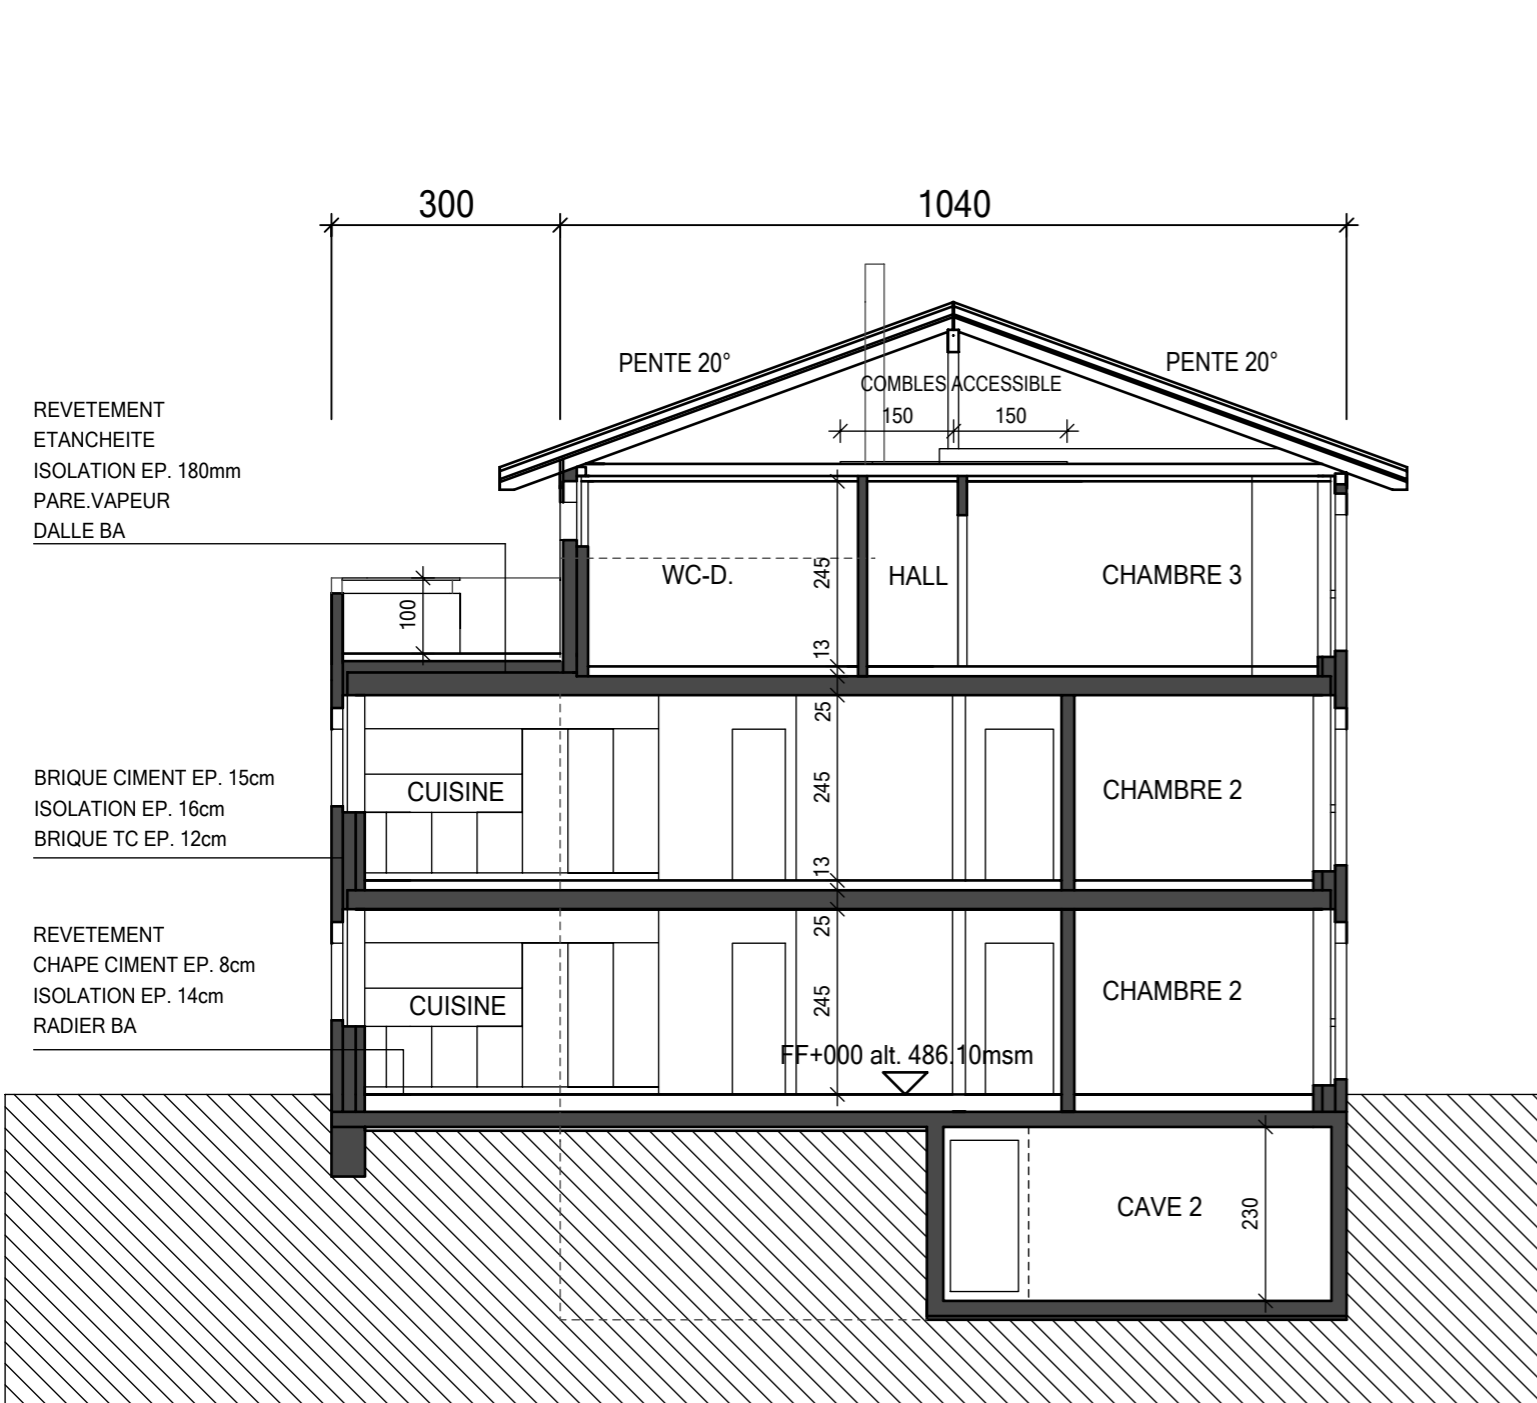 300
1040
PENTE 20°
PENTE 20°
COMBLES ACCESSIBLE
150
150
REVETEMENT
ETANCHEITE
ISOLATION EP. 180mm
PARE.VAPEUR
DALLE BA
WC-D.
245
HALL
CHAMBRE 3
100
13
25
BRIQUE CIMENT EP. 15cm
ISOLATION EP. 16cm
BRIQUE TC EP. 12cm
CUISINE
245
CHAMBRE 2
13
25
REVETEMENT
CHAPE CIMENT EP. 8cm
ISOLATION EP. 14cm
RADIER BA
CUISINE
245
CHAMBRE 2
FF+000 alt. 486.10msm
CAVE 2
230